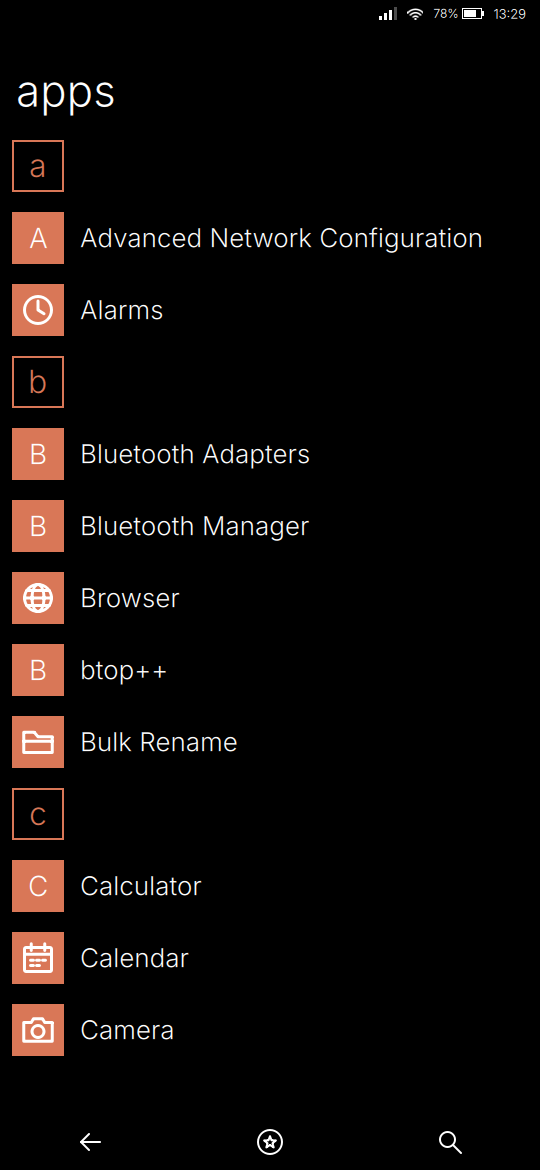 78% 13:29
apps
a
A Advanced Network Configuration
Alarms
b
B Bluetooth Adapters
B Bluetooth Manager
Browser
B btop++
Bulk Rename
c
C Calculator
Calendar
Camera